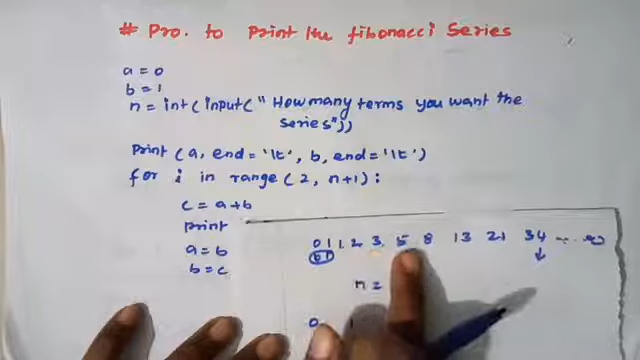 # Pro. to Print the fibonacci Series
a = 0
b = 1
n = int(input("How many terms you want the
series"))
Print (a, end = '\t', b, end = '\t')
for i in range(2, n+1):
c = a+b
print
a = b
b = c
0 1 1 2 3 5 8 13 21 34
n =
0